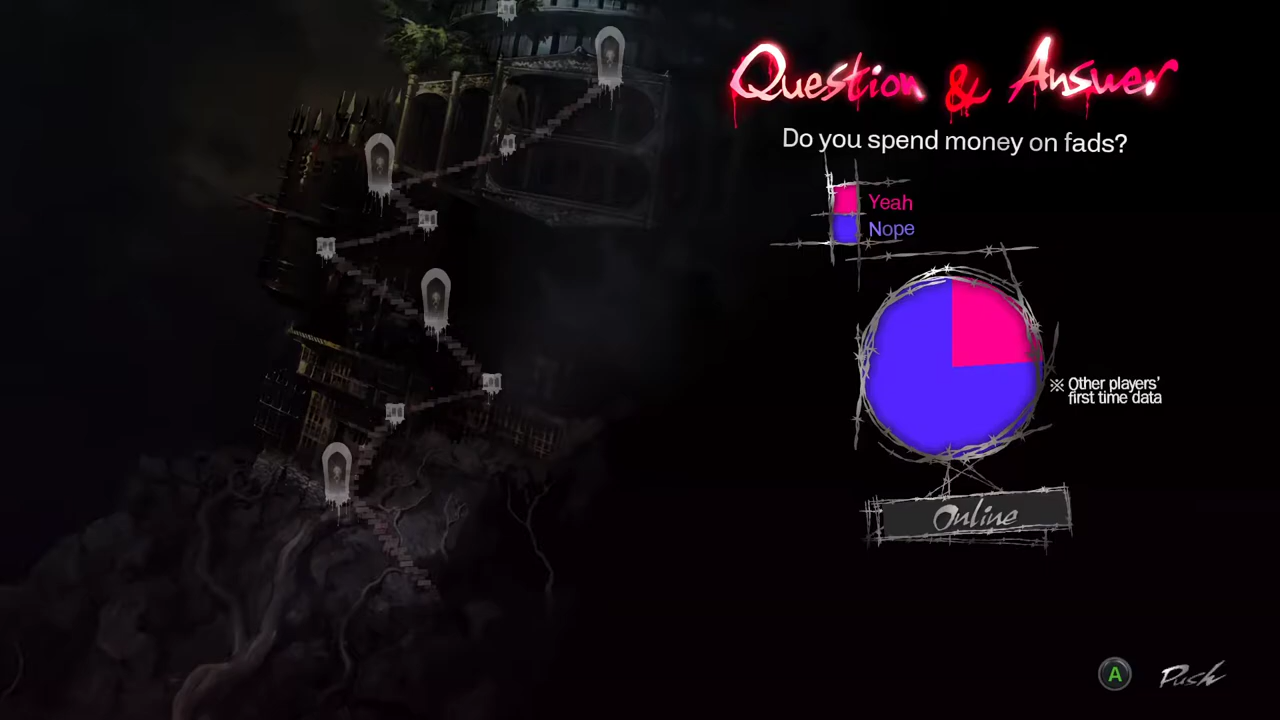 Question & Answer
Do you spend money on fads?
Yeah
Nope
※ Other players'
first time data
Online
A Push